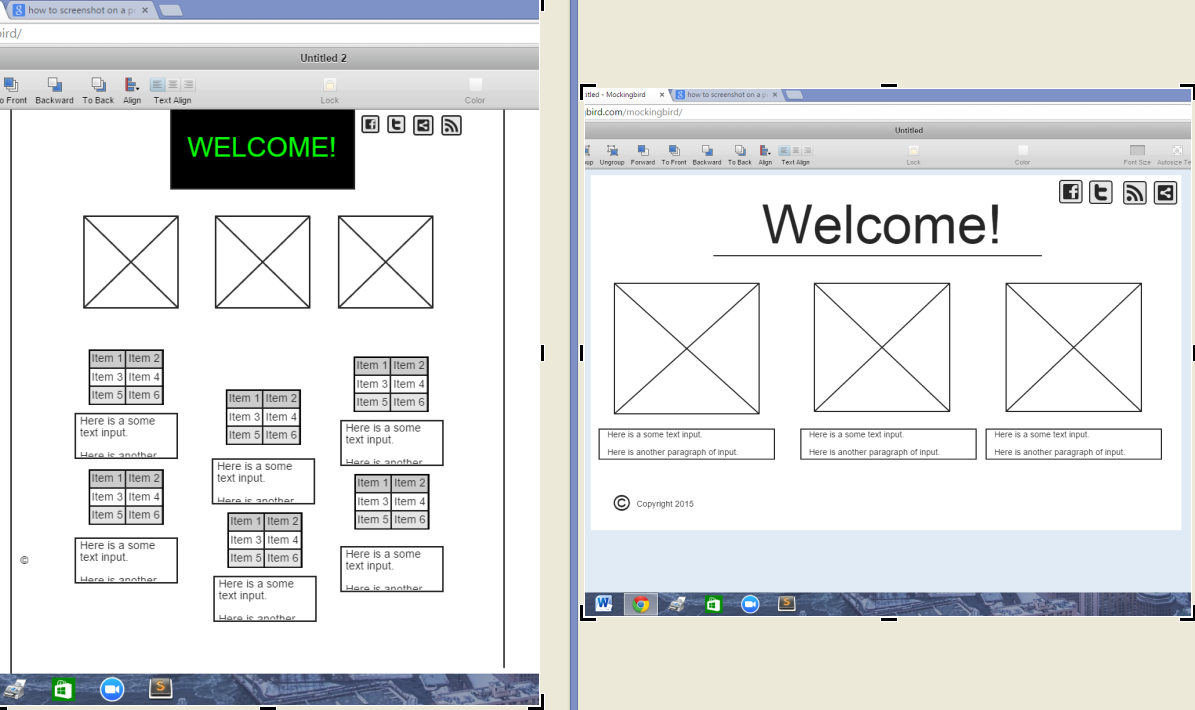 how to screenshot on a p
ird/
Untitled 2
o Front Backward To Back Align Text Align Lock Color
WELCOME!
Item 1 Item 2
Item 3 Item 4
Item 5 Item 6
Here is a some
text input.
Here is another
Item 1 Item 2
Item 3 Item 4
Item 5 Item 6
Here is a some
text input.
Here is another
Item 1 Item 2
Item 3 Item 4
Item 5 Item 6
Here is a some
text input.
Here is another
Item 1 Item 2
Item 3 Item 4
Item 5 Item 6
Here is a some
text input.
Here is another
Item 1 Item 2
Item 3 Item 4
Item 5 Item 6
Here is a some
text input.
Here is another
Item 1 Item 2
Item 3 Item 4
Item 5 Item 6
Here is a some
text input.
Here is another
©
itled - Mockingbird how to screenshot on a p
bird.com/mockingbird/
Untitled
up Ungroup Forward To Front Backward To Back Align Text Align Lock Color Font Size Autosize Te
Welcome!
Here is a some text input.
Here is another paragraph of input.
Here is a some text input.
Here is another paragraph of input.
Here is a some text input.
Here is another paragraph of input.
© Copyright 2015